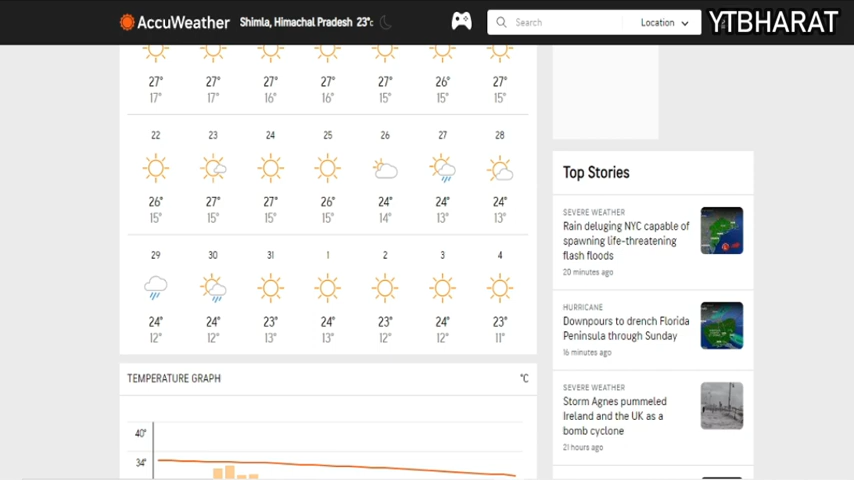 AccuWeather
Shimla, Himachal Pradesh 23°C
Search
Location
YTBHARAT
27° 27° 27° 27° 27° 26° 27°
17° 17° 16° 16° 15° 15° 15°
22 23 24 25 26 27 28
26° 27° 27° 26° 24° 24° 24°
15° 15° 15° 15° 14° 13° 13°
29 30 31 1 2 3 4
24° 24° 23° 24° 23° 24° 23°
12° 12° 13° 13° 12° 12° 11°
TEMPERATURE GRAPH °C
40°
34°
Top Stories
SEVERE WEATHER
Rain deluging NYC capable of
spawning life-threatening
flash floods
20 minutes ago
HURRICANE
Downpours to drench Florida
Peninsula through Sunday
16 minutes ago
SEVERE WEATHER
Storm Agnes pummeled
Ireland and the UK as a
bomb cyclone
21 hours ago